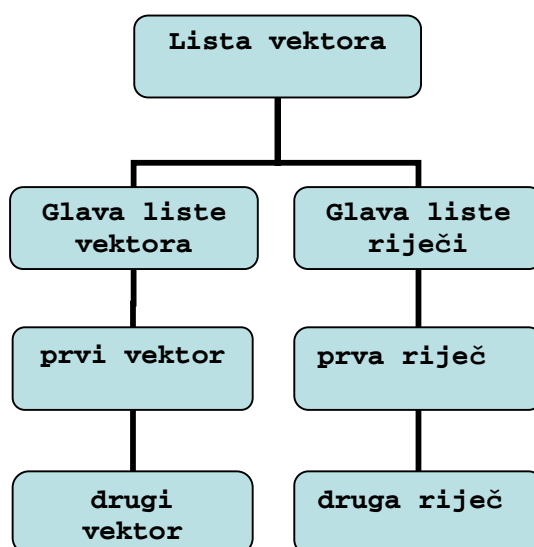 Lista vektora
Glava liste
vektora
Glava liste
riječi
prvi vektor
prva riječ
drugi
vektor
druga riječ